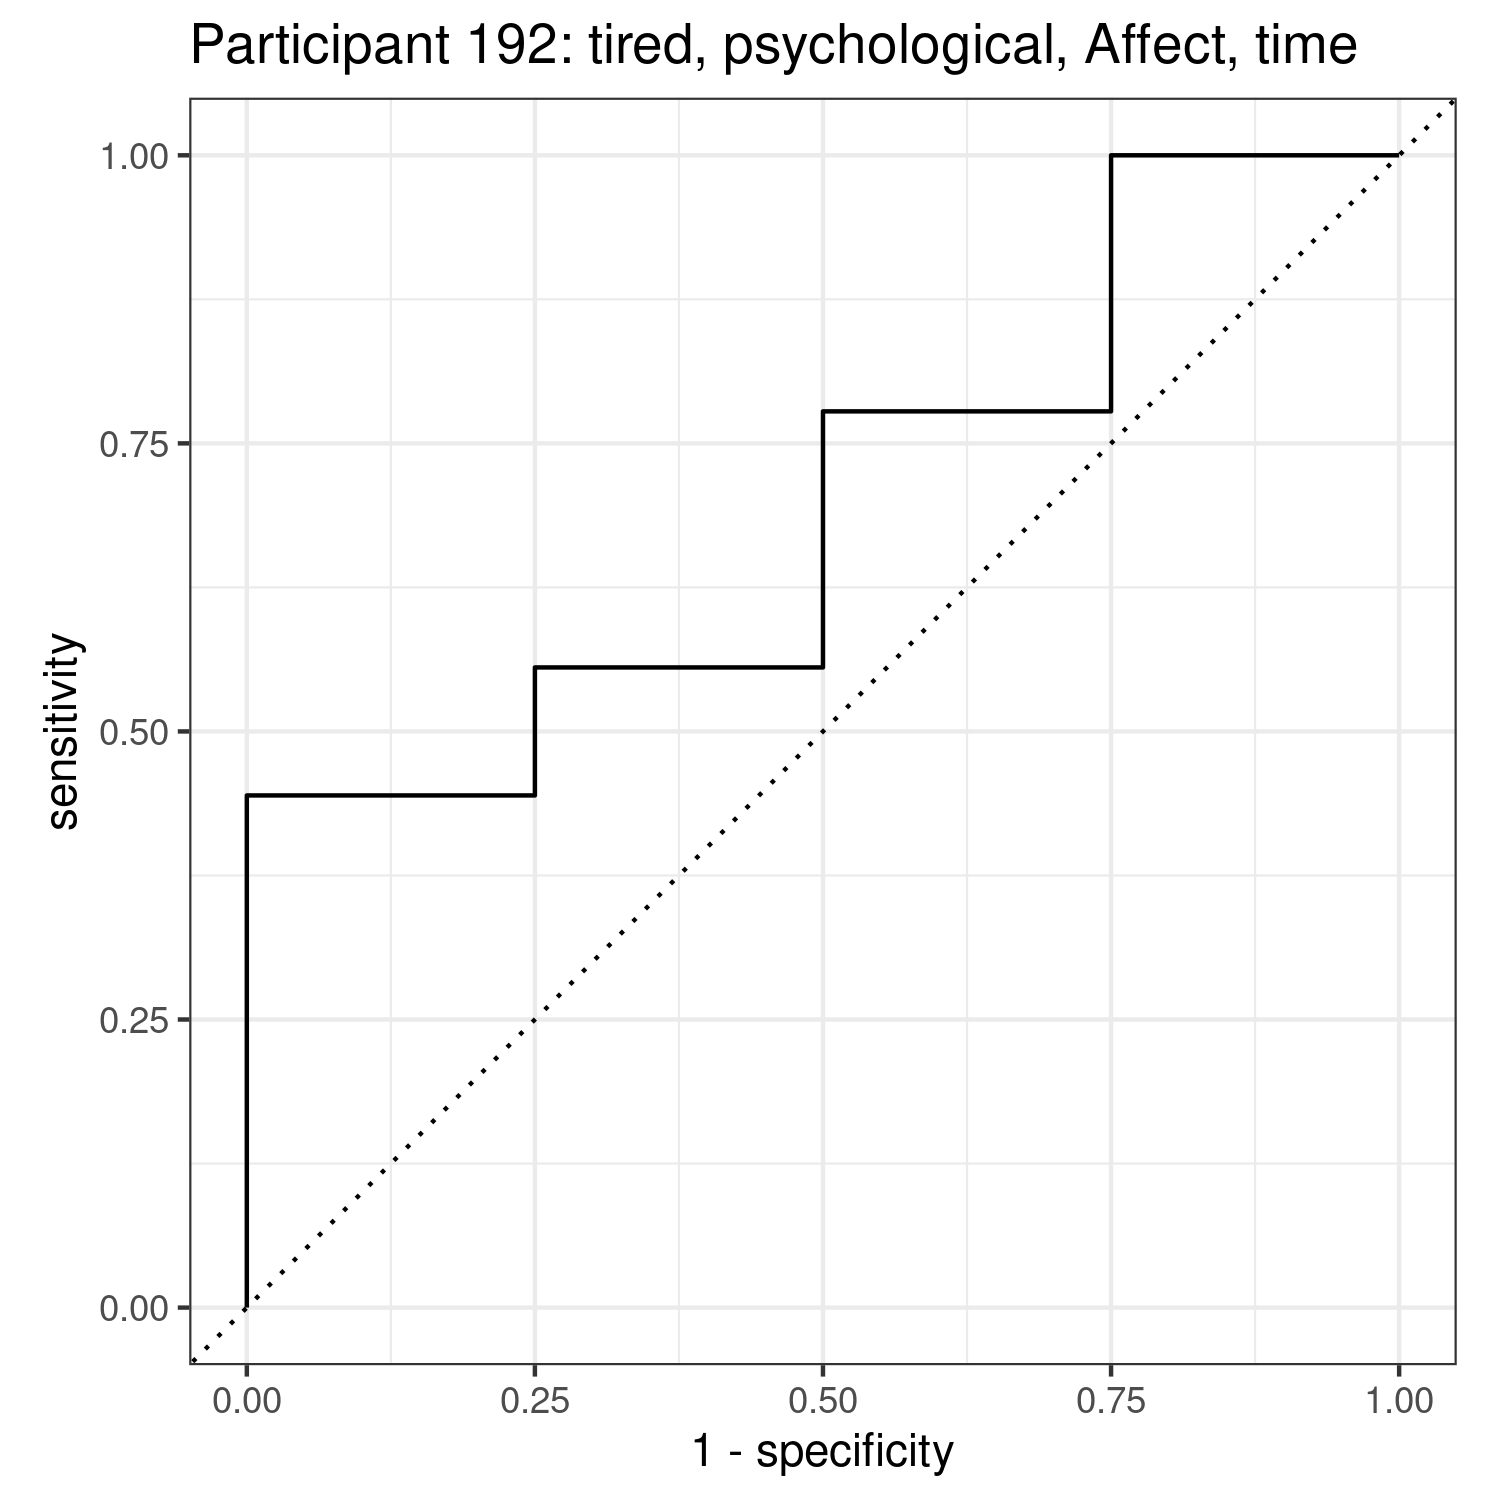 Participant 192: tired, psychological, Affect, time
1.00
0.75
0.50
0.25
0.00
sensitivity
0.00 0.25 0.50 0.75 1.00
1 - specificity